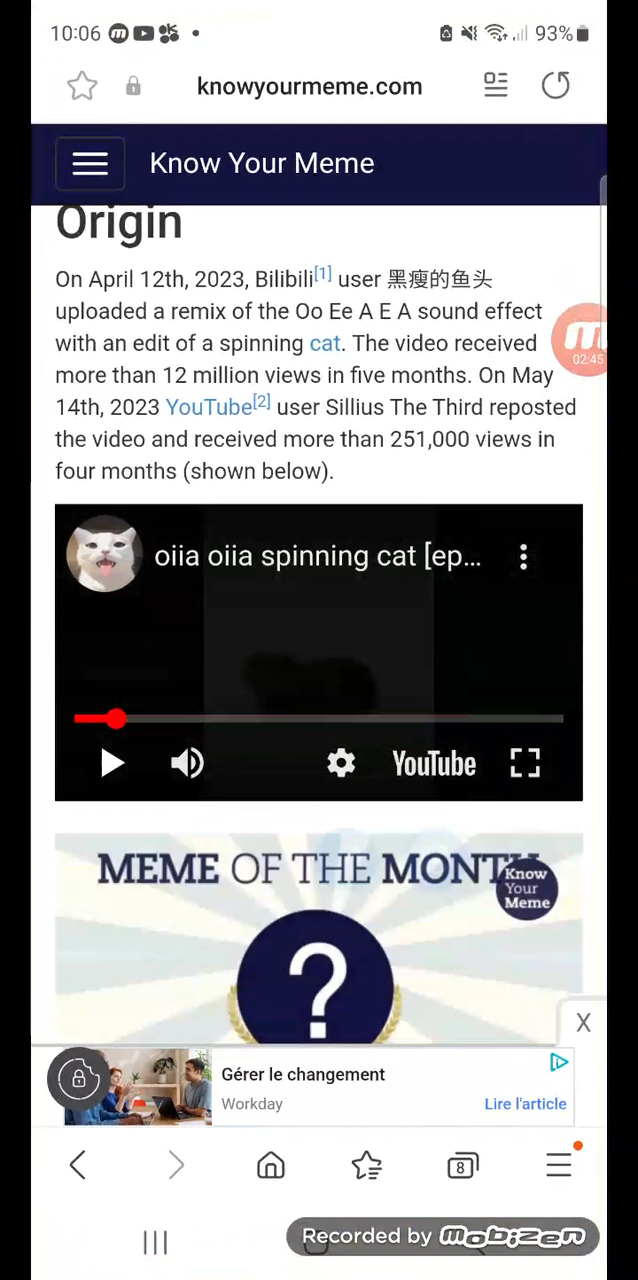 10:06
93%
knowyourmeme.com
Know Your Meme
Origin
On April 12th, 2023, Bilibili[1] user 黑瘦的鱼头
uploaded a remix of the Oo Ee A E A sound effect
with an edit of a spinning cat. The video received
02:45
more than 12 million views in five months. On May
14th, 2023 YouTube[2] user Sillius The Third reposted
the video and received more than 251,000 views in
four months (shown below).
oiia oiia spinning cat [ep...
YouTube
MEME OF THE MONTH
Know
Your
Meme
?
X
Gérer le changement
Workday
Lire l'article
8
Recorded by mobizen